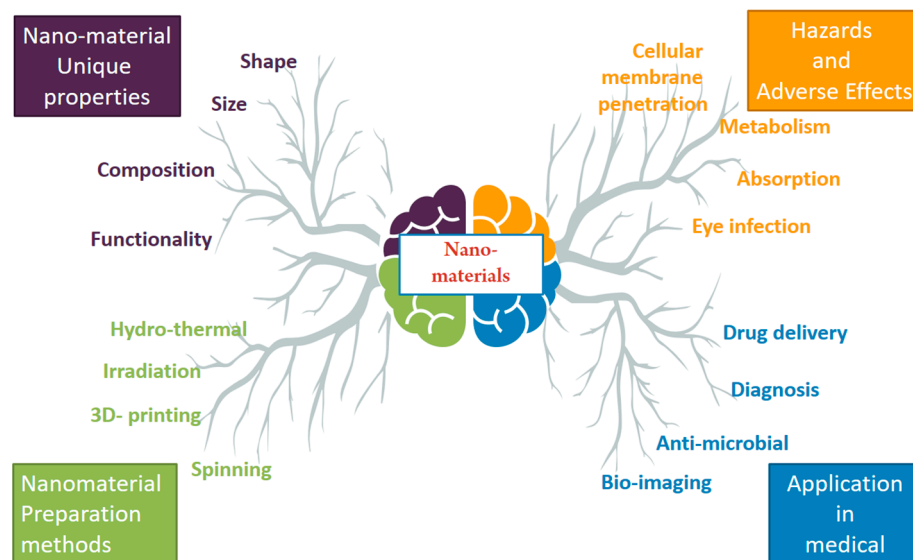 Nano-material
Unique
properties
Shape
Size
Composition
Functionality
Cellular
membrane
penetration
Hazards
and
Adverse Effects
Metabolism
Absorption
Eye infection
Nano-
materials
Hydro-thermal
Irradiation
3D- printing
Spinning
Nanomaterial
Preparation
methods
Drug delivery
Diagnosis
Anti-microbial
Bio-imaging
Application
in
medical